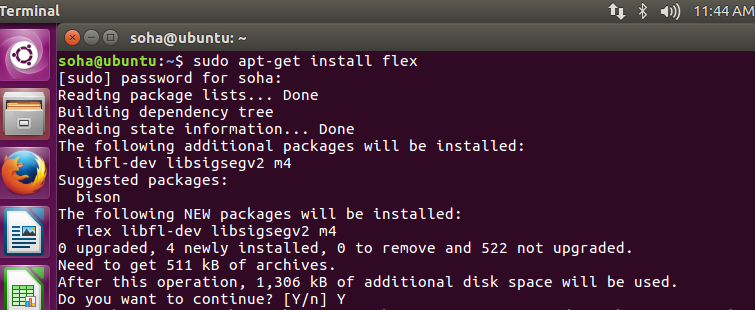 Terminal
11:44 AM
soha@ubuntu: ~
soha@ubuntu:~$ sudo apt-get install flex
[sudo] password for soha:
Reading package lists... Done
Building dependency tree
Reading state information... Done
The following additional packages will be installed:
  libfl-dev libsigsegv2 m4
Suggested packages:
  bison
The following NEW packages will be installed:
  flex libfl-dev libsigsegv2 m4
0 upgraded, 4 newly installed, 0 to remove and 522 not upgraded.
Need to get 511 kB of archives.
After this operation, 1,306 kB of additional disk space will be used.
Do you want to continue? [Y/n] Y